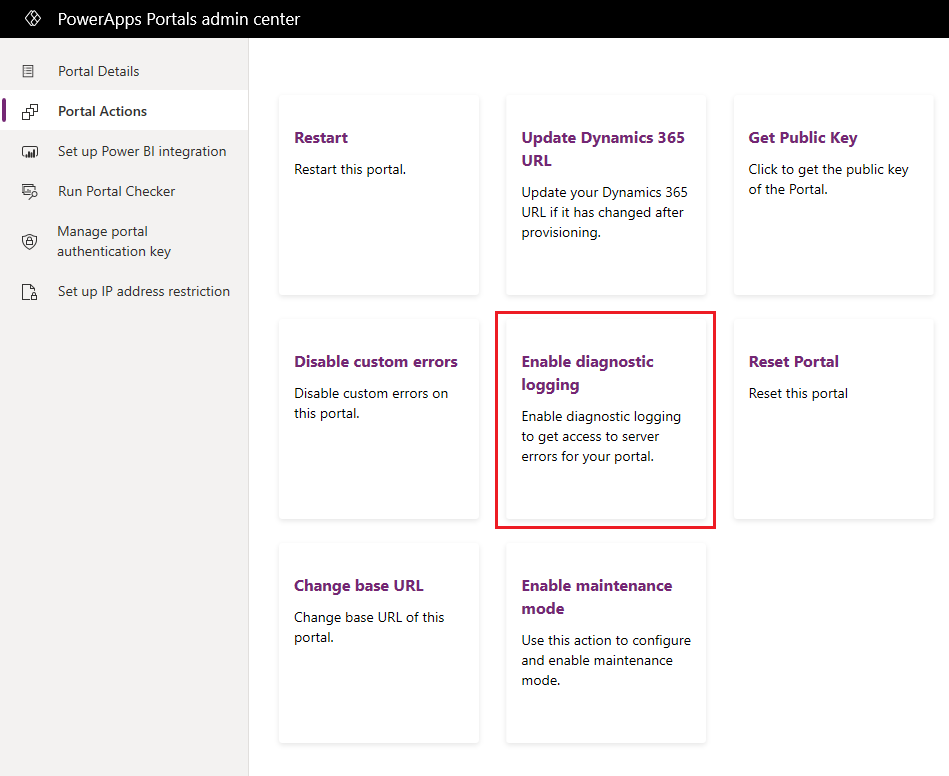 PowerApps Portals admin center
Portal Details
Portal Actions
Set up Power BI integration
Run Portal Checker
Manage portal
authentication key
Set up IP address restriction
Restart
Restart this portal.
Update Dynamics 365
URL
Update your Dynamics 365
URL if it has changed after
provisioning.
Get Public Key
Click to get the public key
of the Portal.
Disable custom errors
Disable custom errors on
this portal.
Enable diagnostic
logging
Enable diagnostic logging
to get access to server
errors for your portal.
Reset Portal
Reset this portal
Change base URL
Change base URL of this
portal.
Enable maintenance
mode
Use this action to configure
and enable maintenance
mode.